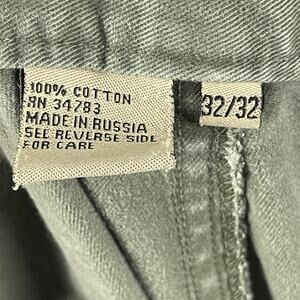 100% COTTON
RN 34783
MADE IN RUSSIA
SEE REVERSE SIDE
FOR CARE
32/32